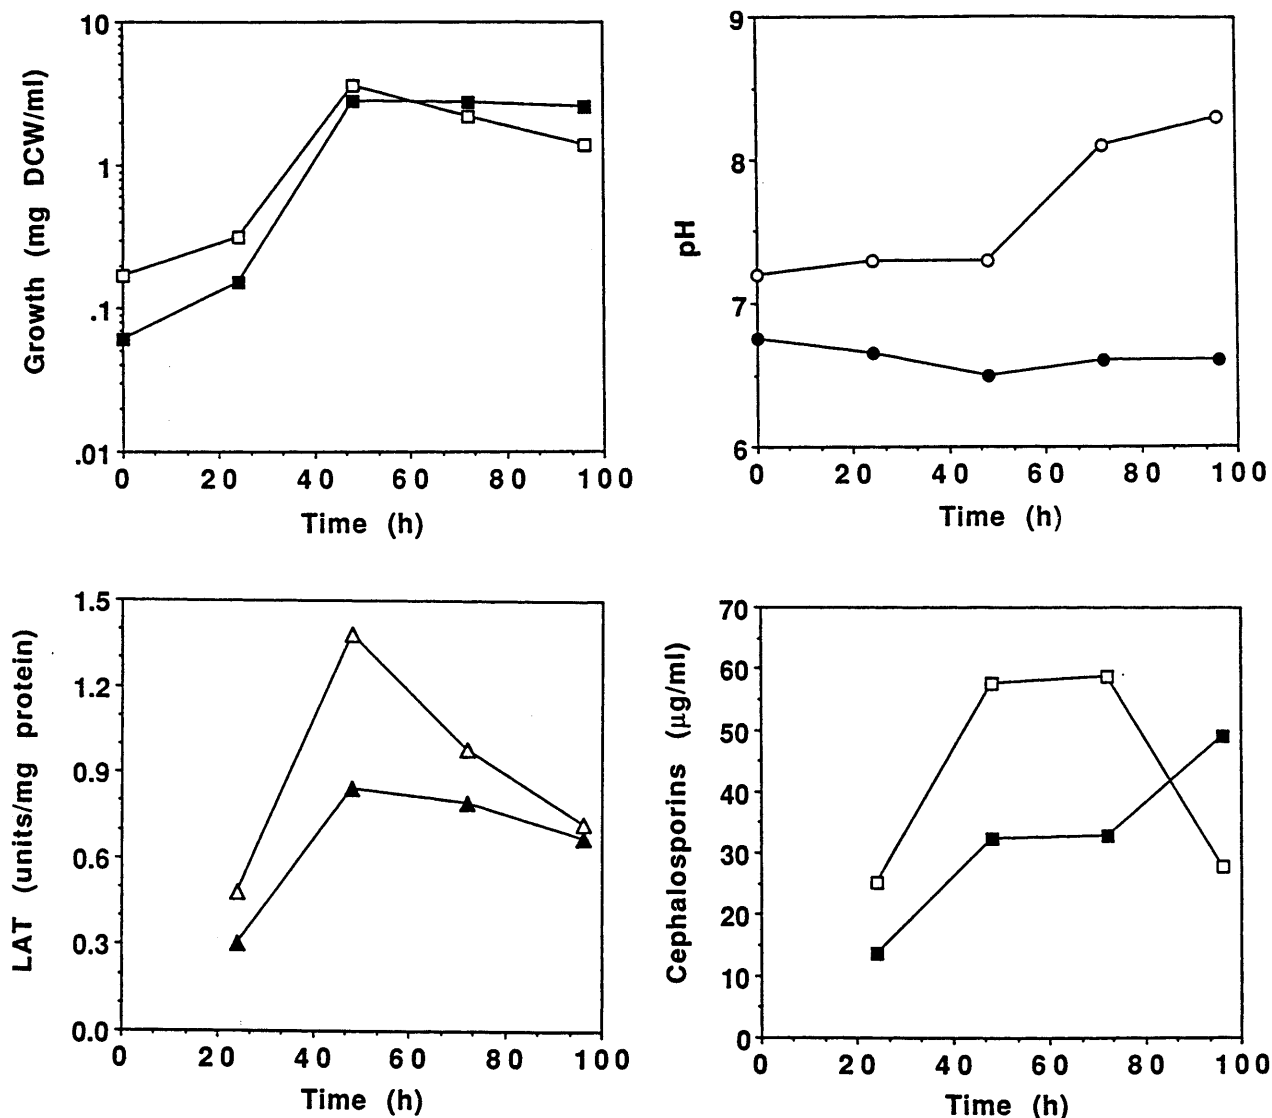 10
1
.1
.01
Growth (mg DCW/ml)
0 20 40 60 80 100
Time (h)
9
8
7
6
pH
0 20 40 60 80 100
Time (h)
1.5
1.2
0.9
0.6
0.3
0.0
LAT (units/mg protein)
0 20 40 60 80 100
Time (h)
70
60
50
40
30
20
10
0
Cephalosporins (µg/ml)
0 20 40 60 80 100
Time (h)